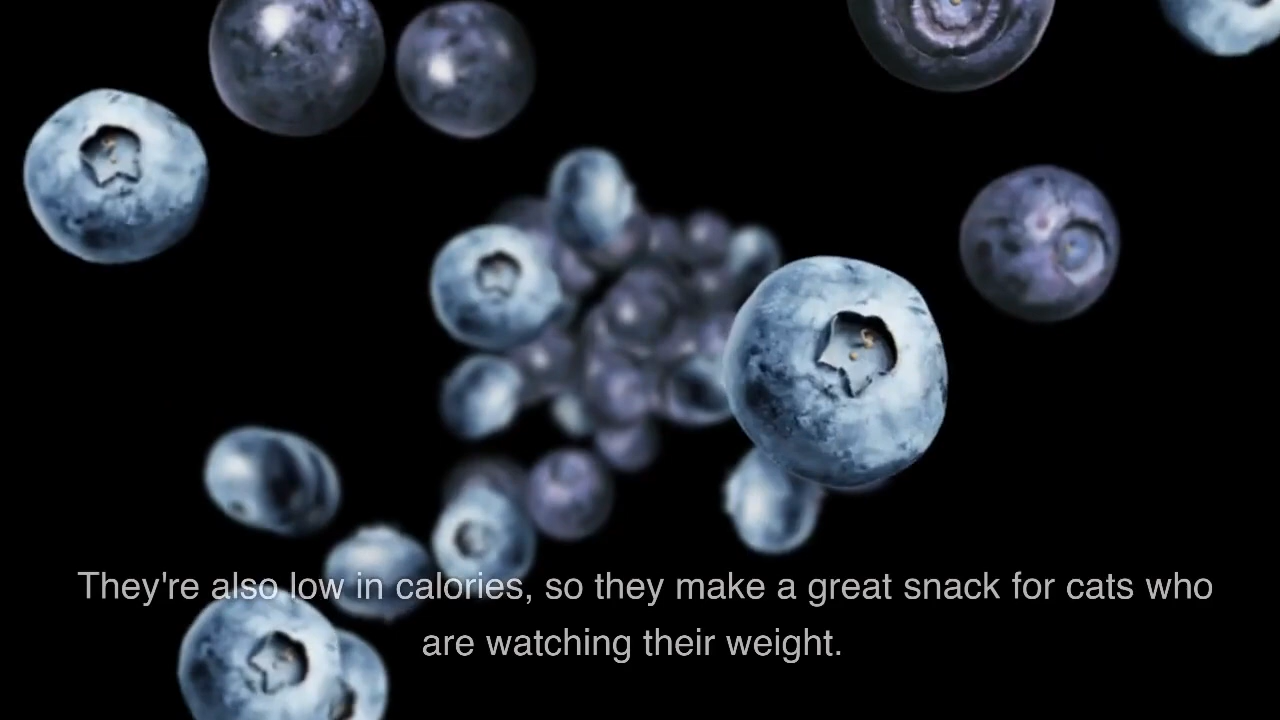 They're also low in calories, so they make a great snack for cats who
are watching their weight.